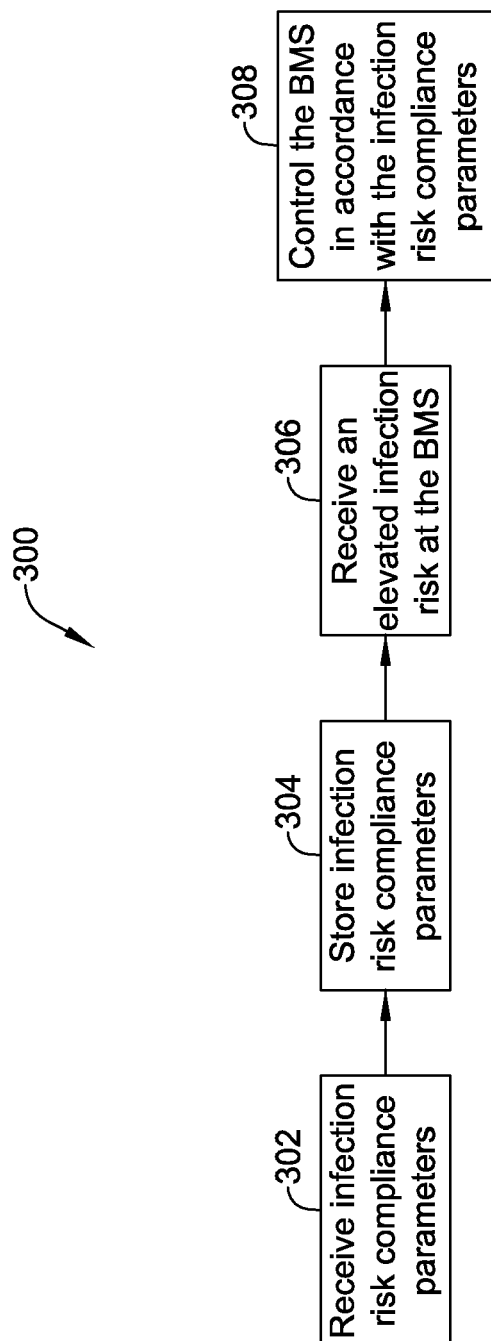 300
302
Receive infection
risk compliance
parameters
304
Store infection
risk compliance
parameters
306
Receive an
elevated infection
risk at the BMS
308
Control the BMS
in accordance
with the infection
risk compliance
parameters